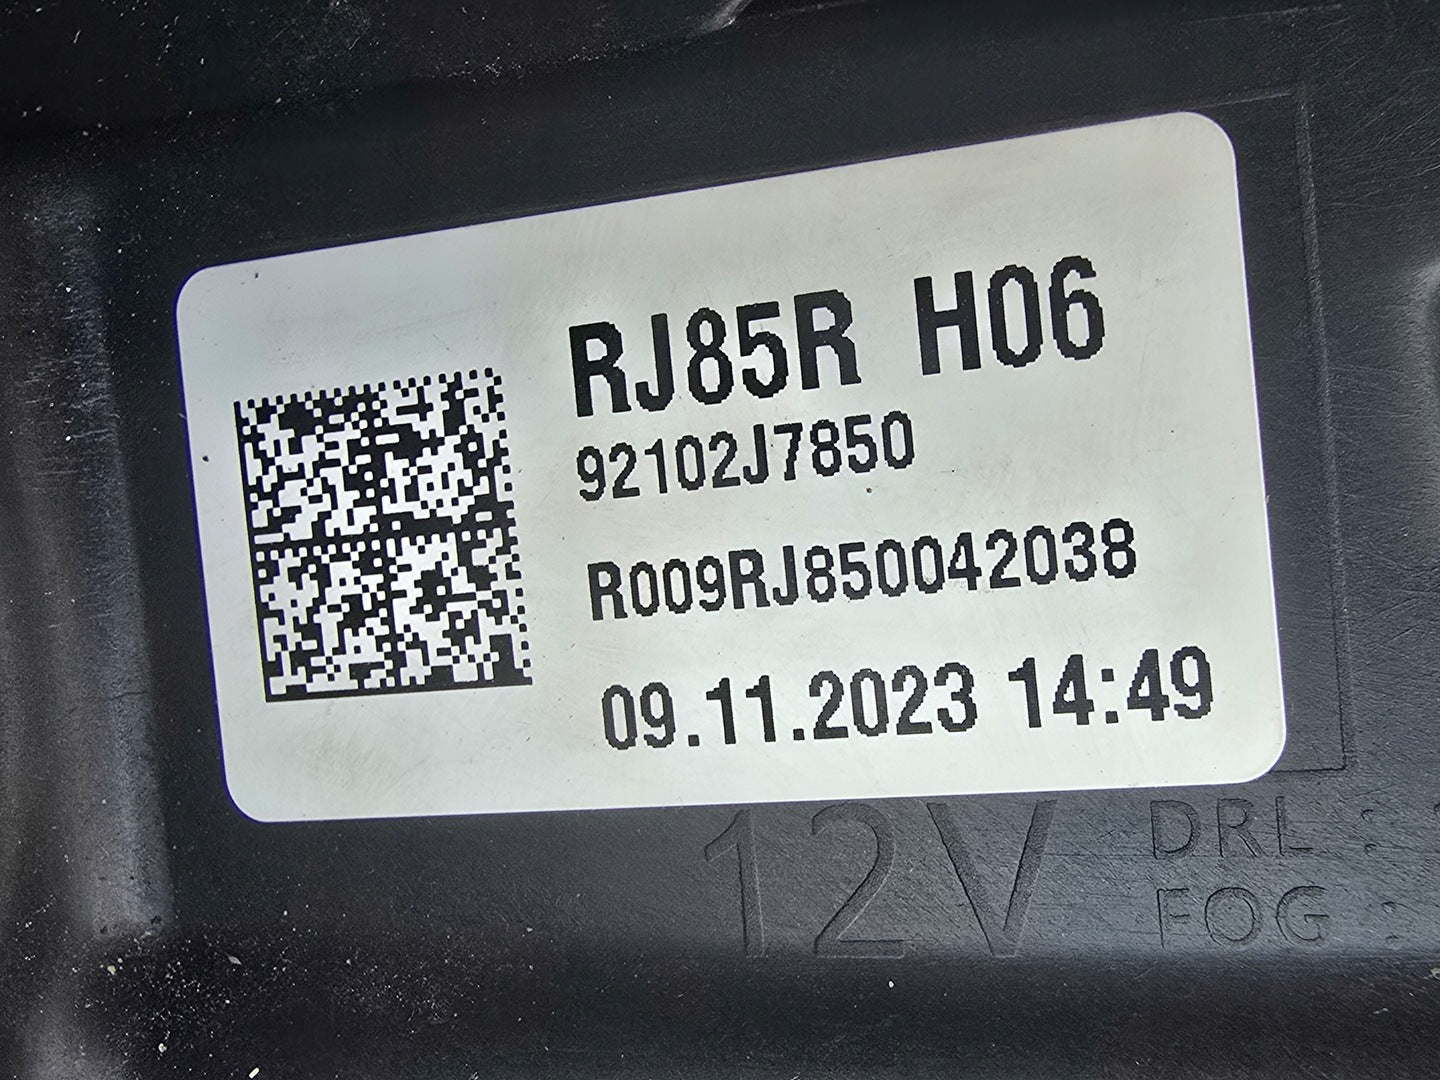 RJ85R H06
92102J7850
R009RJ850042038
09.11.2023 14:49
12V
DRL :
FOG :